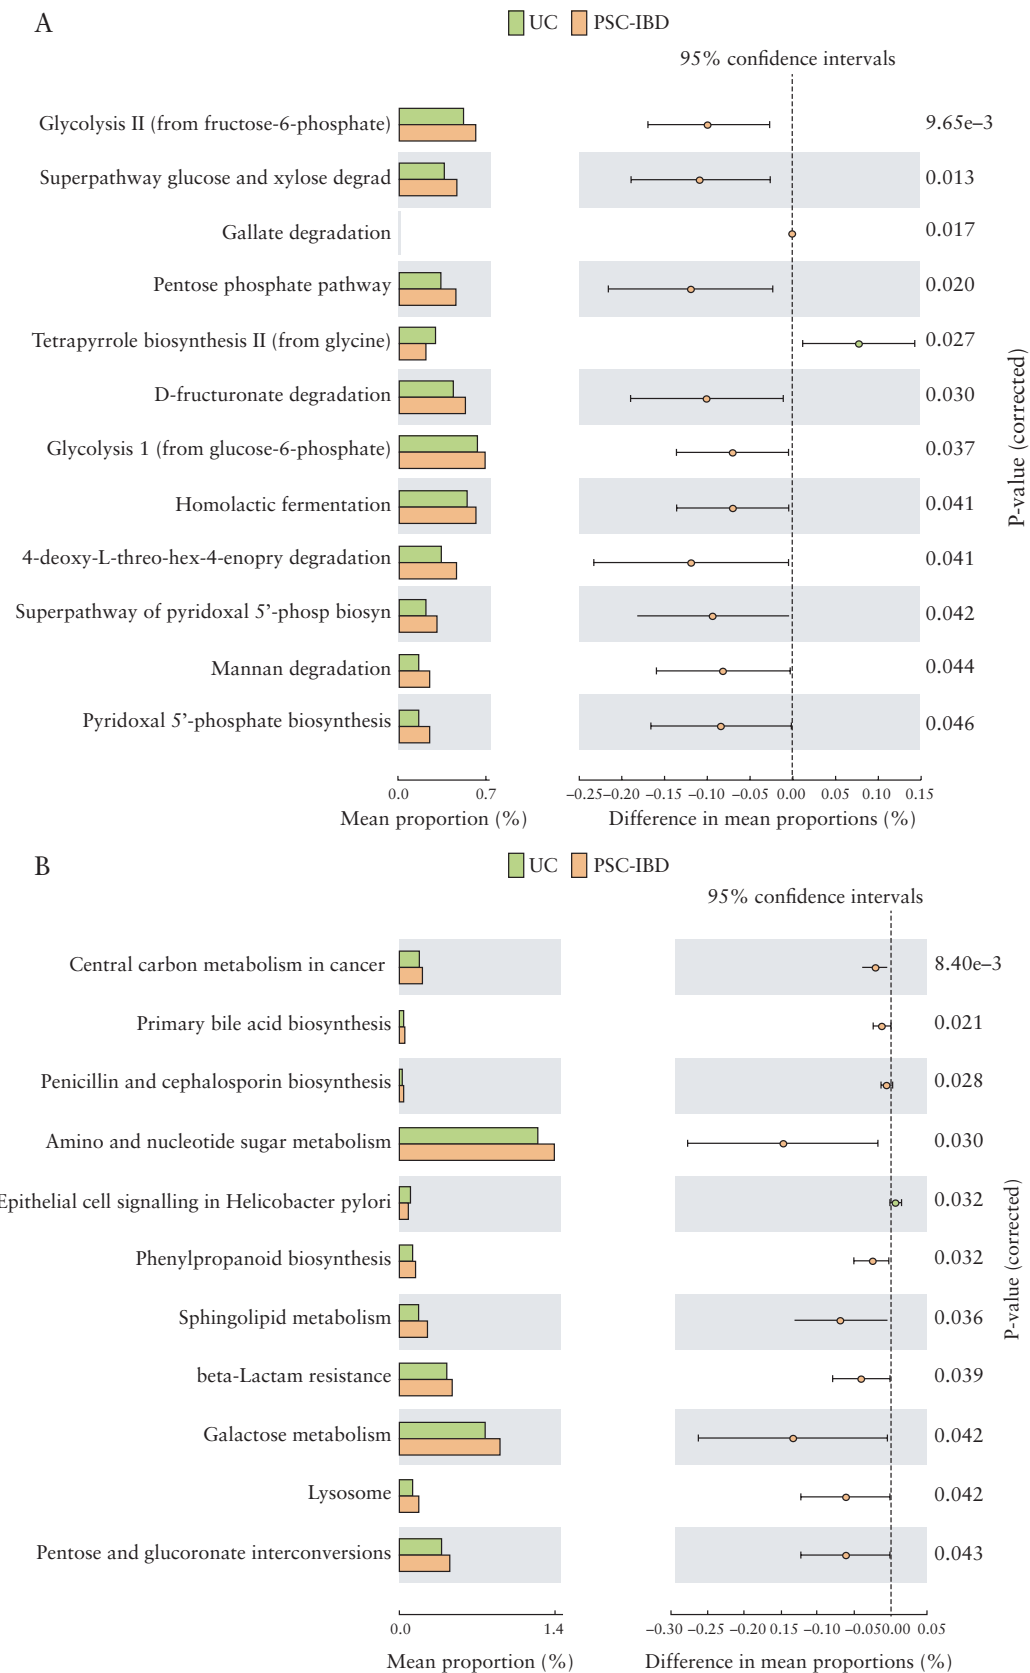 A
UC PSC-IBD
95% confidence intervals
Glycolysis II (from fructose-6-phosphate) 9.65e–3
Superpathway glucose and xylose degrad 0.013
Gallate degradation 0.017
Pentose phosphate pathway 0.020
Tetrapyrrole biosynthesis II (from glycine) 0.027
D-fructuronate degradation 0.030
Glycolysis 1 (from glucose-6-phosphate) 0.037
Homolactic fermentation 0.041
4-deoxy-L-threo-hex-4-enopry degradation 0.041
Superpathway of pyridoxal 5’-phosp biosyn 0.042
Mannan degradation 0.044
Pyridoxal 5’-phosphate biosynthesis 0.046
P-value (corrected)
0.0 0.7 –0.25 –0.20 –0.15 –0.10 –0.05 0.00 0.10 0.15
Mean proportion (%) Difference in mean proportions (%)
B
UC PSC-IBD
95% confidence intervals
Central carbon metabolism in cancer 8.40e–3
Primary bile acid biosynthesis 0.021
Penicillin and cephalosporin biosynthesis 0.028
Amino and nucleotide sugar metabolism 0.030
Epithelial cell signalling in Helicobacter pylori 0.032
Phenylpropanoid biosynthesis 0.032
Sphingolipid metabolism 0.036
beta-Lactam resistance 0.039
Galactose metabolism 0.042
Lysosome 0.042
Pentose and glucoronate interconversions 0.043
P-value (corrected)
0.0 1.4 –0.30 –0.25 –0.20 0.15 –0.10 –0.05 0.00 0.05
Mean proportion (%) Difference in mean proportions (%)